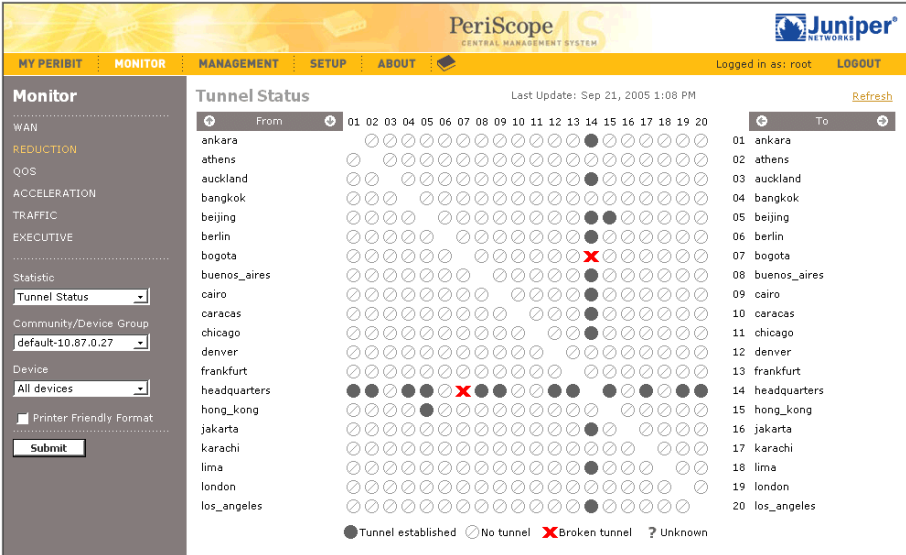 PeriScope
CENTRAL MANAGEMENT SYSTEM
Juniper
NETWORKS
MY PERIBIT MONITOR MANAGEMENT SETUP ABOUT Logged in as: root LOGOUT
Monitor
WAN
REDUCTION
QOS
ACCELERATION
TRAFFIC
EXECUTIVE
Statistic
Tunnel Status
Community/Device Group
default-10.87.0.27
Device
All devices
Printer Friendly Format
Submit
Tunnel Status Last Update: Sep 21, 2005 1:08 PM Refresh
From 01 02 03 04 05 06 07 08 09 10 11 12 13 14 15 16 17 18 19 20 To
ankara 01 ankara
athens 02 athens
auckland 03 auckland
bangkok 04 bangkok
beijing 05 beijing
berlin 06 berlin
bogota 07 bogota
buenos_aires 08 buenos_aires
cairo 09 cairo
caracas 10 caracas
chicago 11 chicago
denver 12 denver
frankfurt 13 frankfurt
headquarters 14 headquarters
hong_kong 15 hong_kong
jakarta 16 jakarta
karachi 17 karachi
lima 18 lima
london 19 london
los_angeles 20 los_angeles
Tunnel established No tunnel Broken tunnel ? Unknown